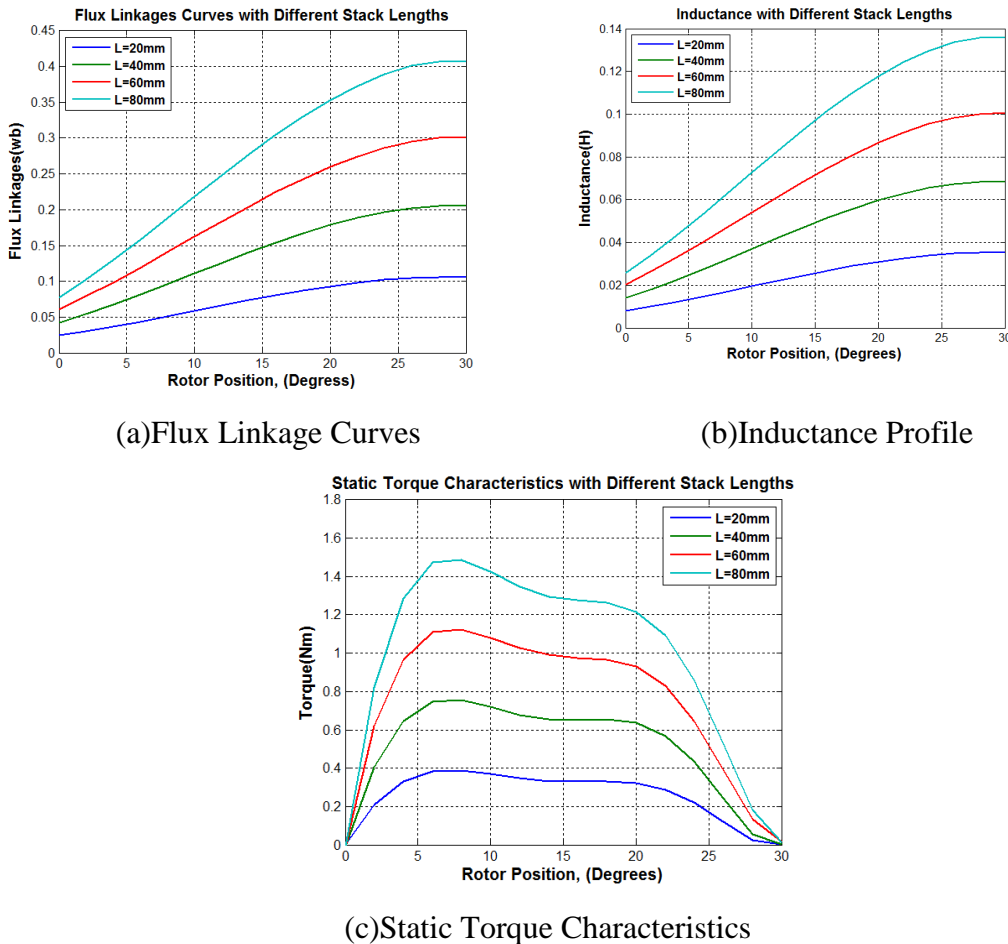 Flux Linkages Curves with Different Stack Lengths
0.45
0.4
0.35
0.3
0.25
0.2
0.15
0.1
0.05
0
Flux Linkages(wb)
L=20mm
L=40mm
L=60mm
L=80mm
0 5 10 15 20 25 30
Rotor Position, (Degress)
(a)Flux Linkage Curves
Inductance with Different Stack Lengths
0.14
0.12
0.1
0.08
0.06
0.04
0.02
0
Inductance(H)
L=20mm
L=40mm
L=60mm
L=80mm
0 5 10 15 20 25 30
Rotor Position, (Degrees)
(b)Inductance Profile
Static Torque Characteristics with Different Stack Lengths
1.8
1.6
1.4
1.2
1
0.8
0.6
0.4
0.2
0
Torque(Nm)
L=20mm
L=40mm
L=60mm
L=80mm
0 5 10 15 20 25 30
Rotor Position, (Degrees)
(c)Static Torque Characteristics